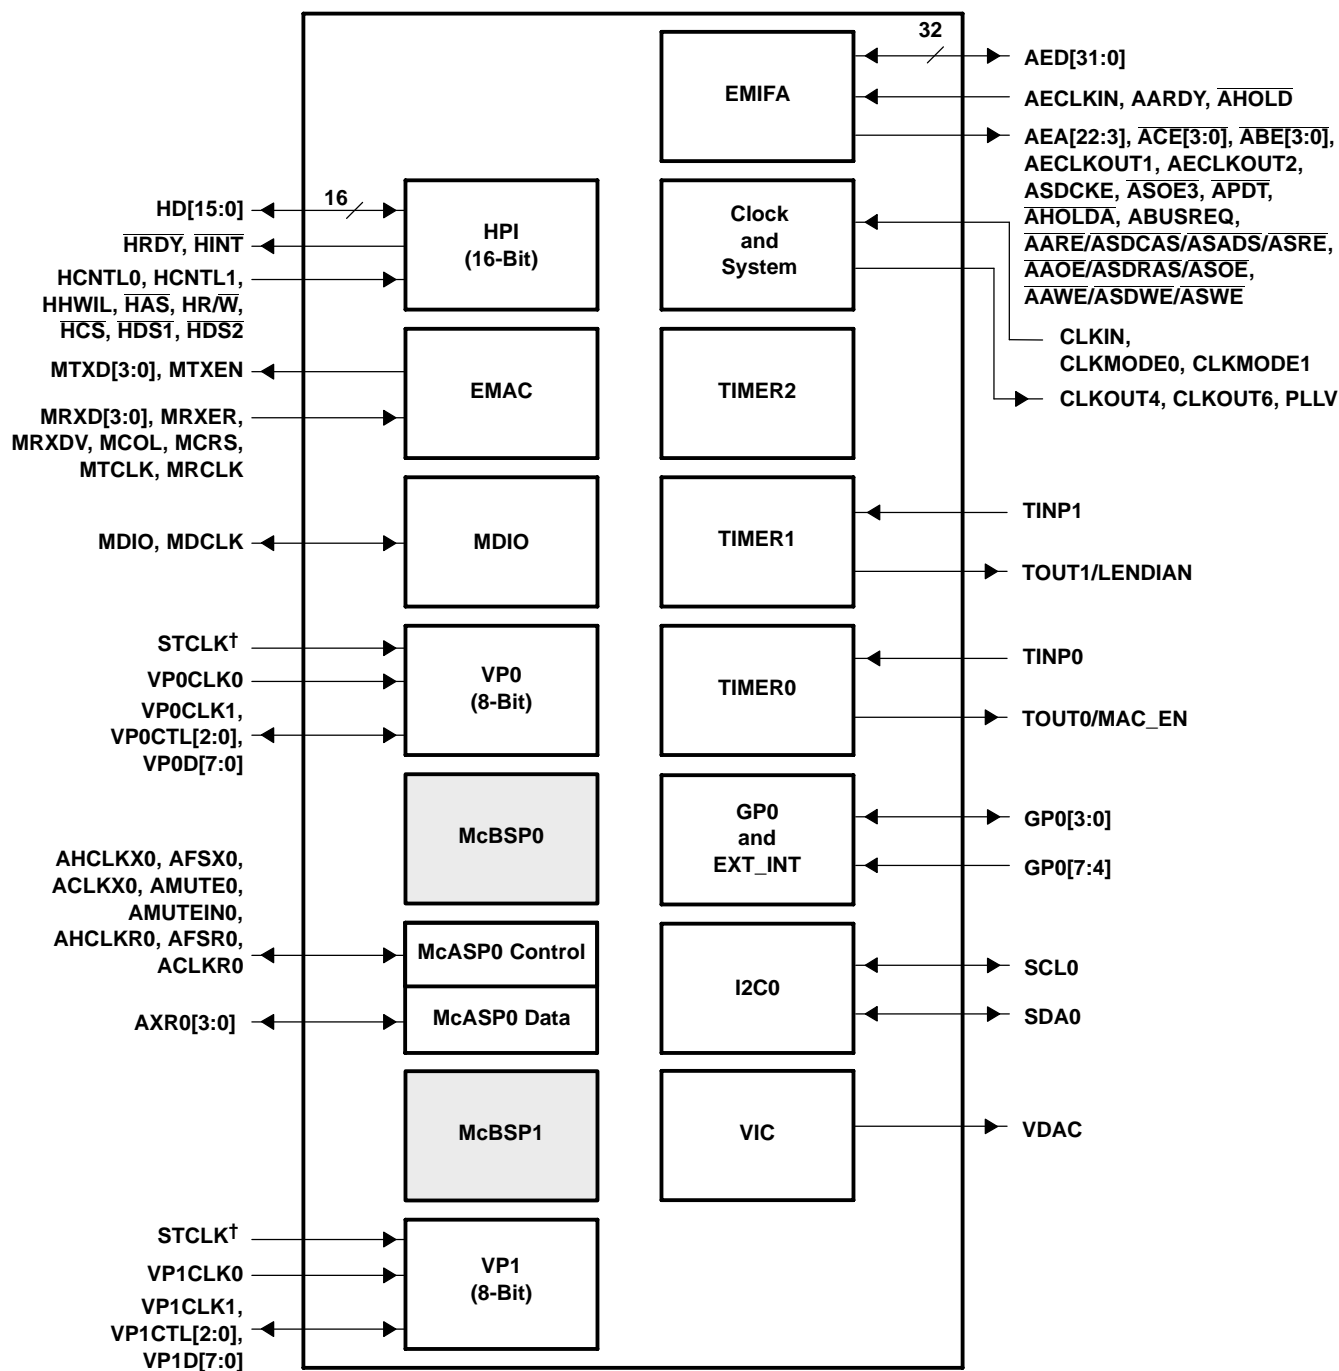 32
AED[31:0]
EMIFA
AECLKIN, AARDY, AHOLD
AEA[22:3], ACE[3:0], ABE[3:0],
AECLKOUT1, AECLKOUT2,
ASDCKE, ASOE3, APDT,
AHOLDA, ABUSREQ,
AARE/ASDCAS/ASADS/ASRE,
AAOE/ASDRAS/ASOE,
AAWE/ASDWE/ASWE
HD[15:0]
16
HRDY, HINT
HCNTL0, HCNTL1,
HHWIL, HAS, HR/W,
HCS, HDS1, HDS2
HPI
(16-Bit)
Clock
and
System
CLKIN,
CLKMODE0, CLKMODE1
CLKOUT4, CLKOUT6, PLLV
MTXD[3:0], MTXEN
MRXD[3:0], MRXER,
MRXDV, MCOL, MCRS,
MTCLK, MRCLK
EMAC
TIMER2
MDIO, MDCLK
MDIO
TIMER1
TINP1
TOUT1/LENDIAN
STCLK†
VP0CLK0
VP0CLK1,
VP0CTL[2:0],
VP0D[7:0]
VP0
(8-Bit)
TIMER0
TINP0
TOUT0/MAC_EN
McBSP0
GP0
and
EXT_INT
GP0[3:0]
GP0[7:4]
AHCLKX0, AFSX0,
ACLKX0, AMUTE0,
AMUTEIN0,
AHCLKR0, AFSR0,
ACLKR0
McASP0 Control
AXR0[3:0]
McASP0 Data
I2C0
SCL0
SDA0
McBSP1
VIC
VDAC
STCLK†
VP1CLK0
VP1CLK1,
VP1CTL[2:0],
VP1D[7:0]
VP1
(8-Bit)